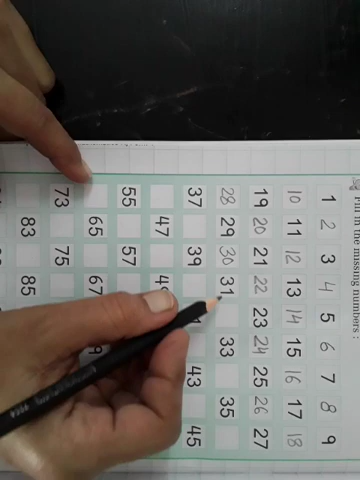 Fill in the missing numbers :
1 2 3 4 5 6 7 8 9
10 11 12 13 14 15 16 17 18
19 20 21 22 23 24 25 26 27
28 29 30 31 33 35
37 39 43 45
47
55 57
65 67
73 75
83 85